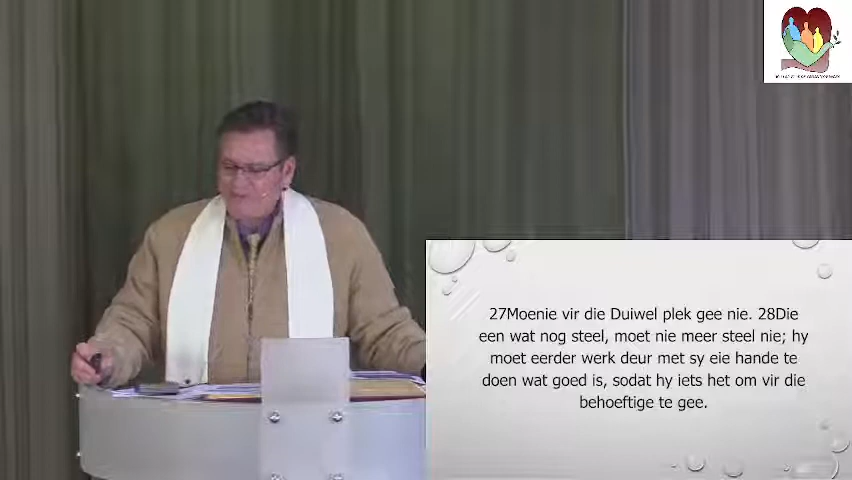 27Moenie vir die Duiwel plek gee nie. 28Die
een wat nog steel, moet nie meer steel nie; hy
moet eerder werk deur met sy eie hande te
doen wat goed is, sodat hy iets het om vir die
behoeftige te gee.